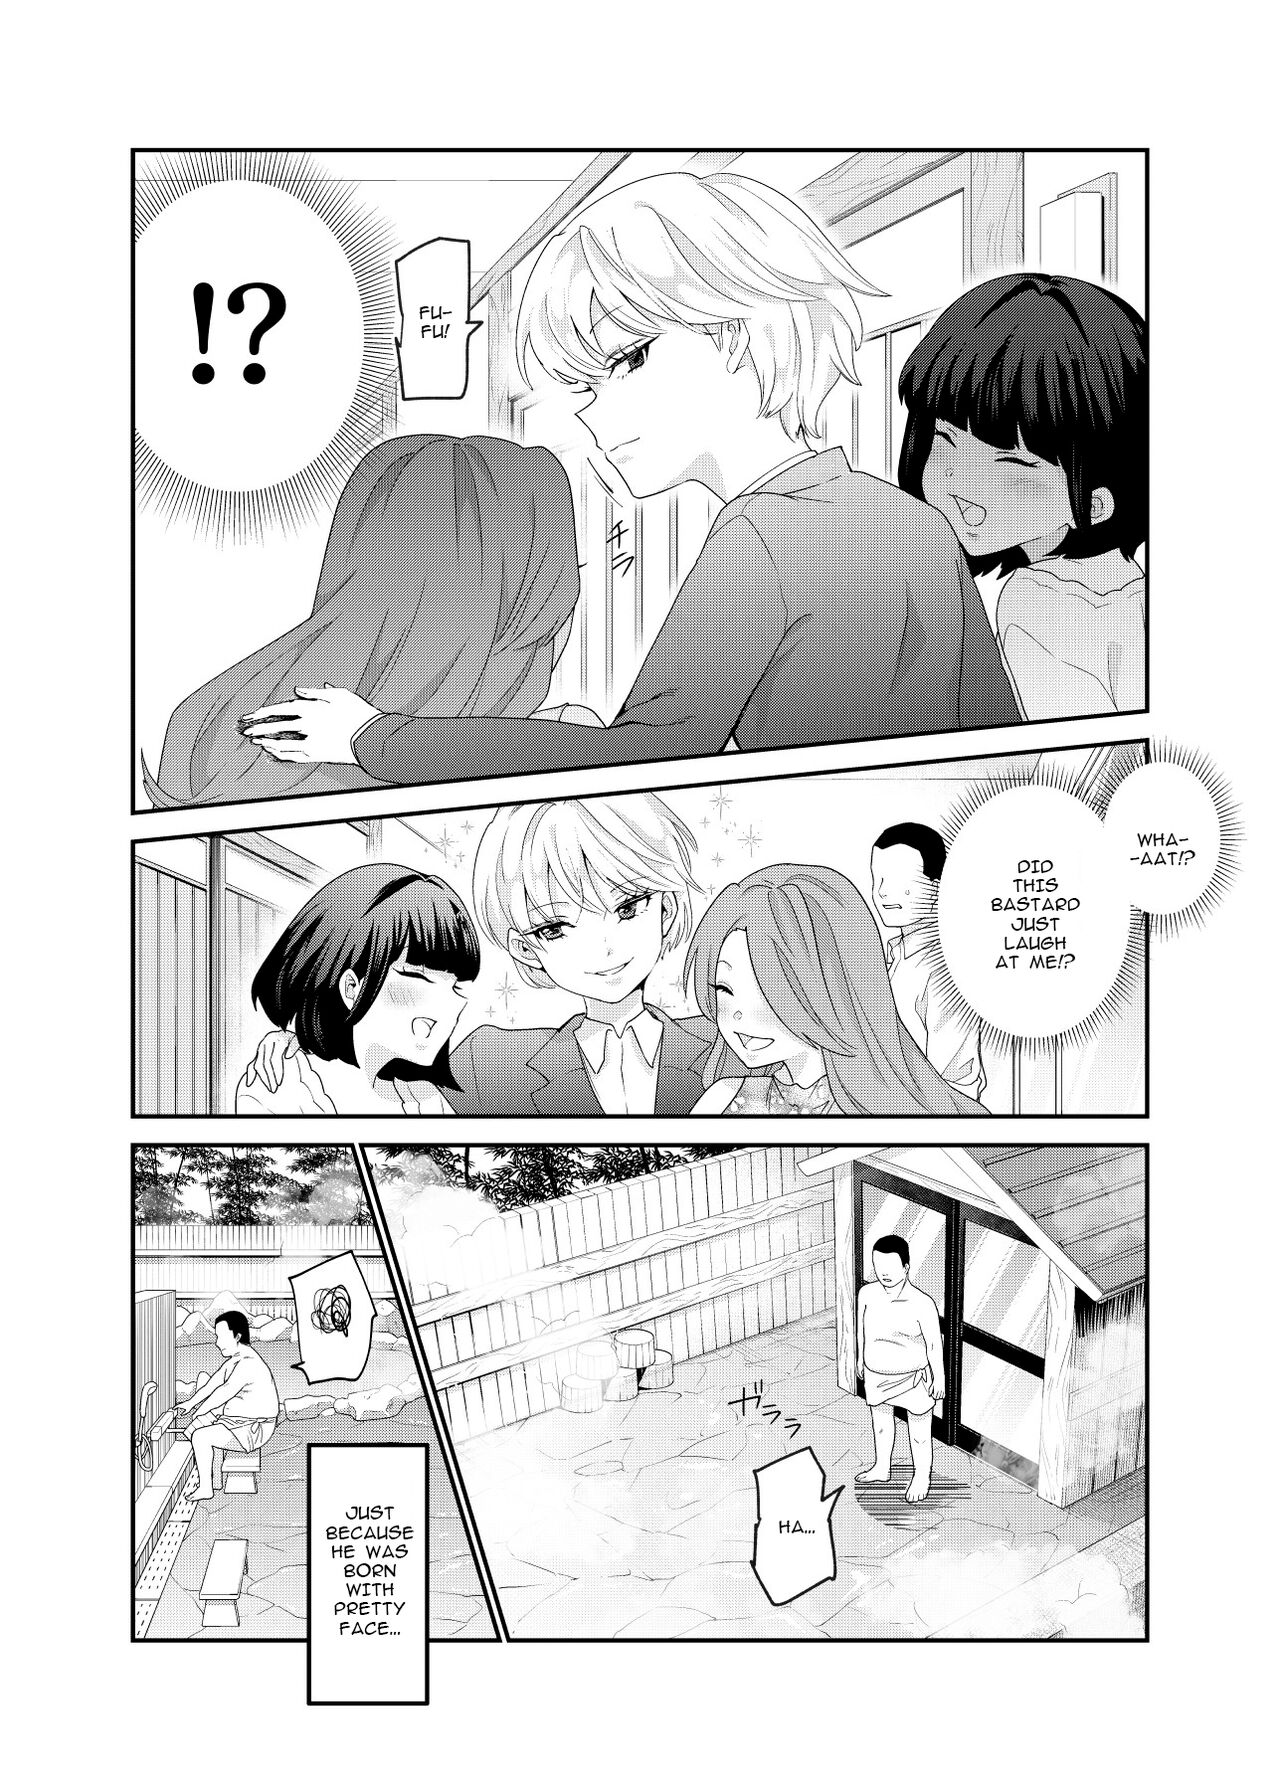 FU-
FU!
!?
チラ
WHA-
-AAT!?
DID
THIS
BASTARD
JUST
LAUGH
AT ME!?
ガララ
HA...
JUST
BECAUSE
HE WAS
BORN
WITH
PRETTY
FACE...